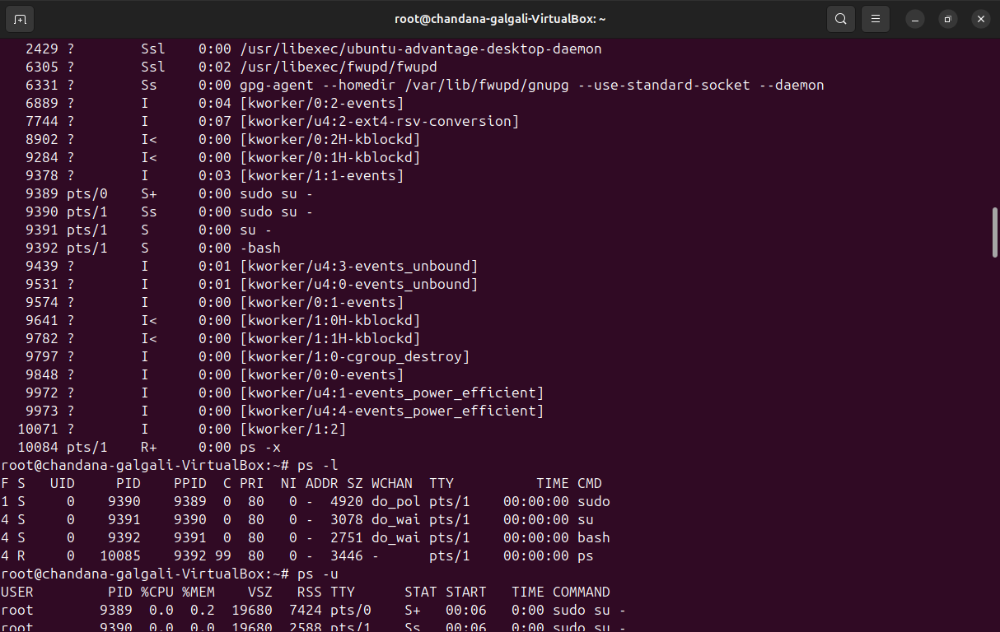 root@chandana-galgali-VirtualBox: ~
   2429 ?        Ssl    0:00 /usr/libexec/ubuntu-advantage-desktop-daemon
   6305 ?        Ssl    0:02 /usr/libexec/fwupd/fwupd
   6331 ?        Ss     0:00 gpg-agent --homedir /var/lib/fwupd/gnupg --use-standard-socket --daemon
   6889 ?        I      0:04 [kworker/0:2-events]
   7744 ?        I      0:07 [kworker/u4:2-ext4-rsv-conversion]
   8902 ?        I<     0:00 [kworker/0:2H-kblockd]
   9284 ?        I<     0:00 [kworker/0:1H-kblockd]
   9378 ?        I      0:03 [kworker/1:1-events]
   9389 pts/0    S+     0:00 sudo su -
   9390 pts/1    Ss     0:00 sudo su -
   9391 pts/1    S      0:00 su -
   9392 pts/1    S      0:00 -bash
   9439 ?        I      0:01 [kworker/u4:3-events_unbound]
   9531 ?        I      0:01 [kworker/u4:0-events_unbound]
   9574 ?        I      0:00 [kworker/0:1-events]
   9641 ?        I<     0:00 [kworker/1:0H-kblockd]
   9782 ?        I<     0:00 [kworker/1:1H-kblockd]
   9797 ?        I      0:00 [kworker/1:0-cgroup_destroy]
   9848 ?        I      0:00 [kworker/0:0-events]
   9972 ?        I      0:00 [kworker/u4:1-events_power_efficient]
   9973 ?        I      0:00 [kworker/u4:4-events_power_efficient]
  10071 ?        I      0:00 [kworker/1:2]
  10084 pts/1    R+     0:00 ps -x
root@chandana-galgali-VirtualBox:~# ps -l
F S   UID     PID    PPID  C PRI  NI ADDR SZ WCHAN  TTY          TIME CMD
1 S     0    9390    9389  0  80   0 -  4920 do_pol pts/1    00:00:00 sudo
4 S     0    9391    9390  0  80   0 -  3078 do_wai pts/1    00:00:00 su
4 S     0    9392    9391  0  80   0 -  2751 do_wai pts/1    00:00:00 bash
4 R     0   10085    9392 99  80   0 -  3446 -      pts/1    00:00:00 ps
root@chandana-galgali-VirtualBox:~# ps -u
USER         PID %CPU %MEM    VSZ   RSS TTY      STAT START   TIME COMMAND
root        9389  0.0  0.2  19680  7424 pts/0    S+   00:06   0:00 sudo su -
root        9390  0.0  0.0  19680  2588 pts/1    Ss   00:06   0:00 sudo su -